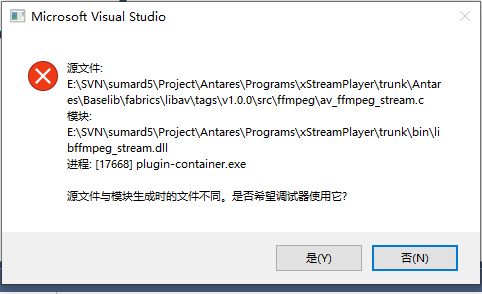 Microsoft Visual Studio
源文件:
E:\SVN\sumard5\Project\Antares\Programs\xStreamPlayer\trunk\Antar
es\Baselib\fabrics\libav\tags\v1.0.0\src\ffmpeg\av_ffmpeg_stream.c
模块:
E:\SVN\sumard5\Project\Antares\Programs\xStreamPlayer\trunk\bin\li
bffmpeg_stream.dll
进程: [17668] plugin-container.exe
源文件与模块生成时的文件不同。是否希望调试器使用它?
是(Y)
否(N)